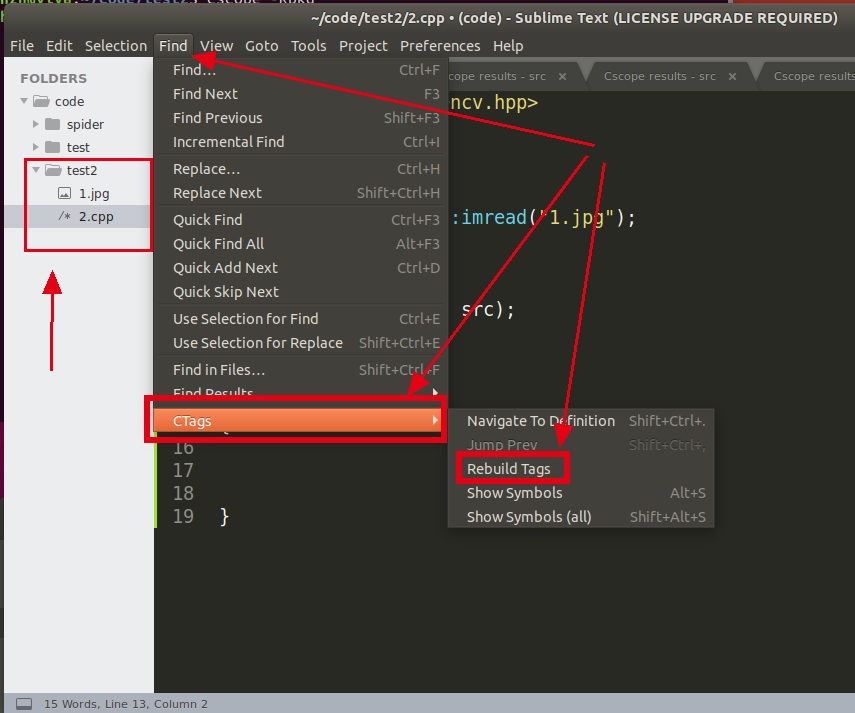 ~/code/test2/2.cpp • (code) - Sublime Text (LICENSE UPGRADE REQUIRED)
File Edit Selection Find View Goto Tools Project Preferences Help
FOLDERS
code
spider
test
test2
1.jpg
2.cpp
Find… Ctrl+F
Find Next F3
Find Previous Shift+F3
Incremental Find Ctrl+I
Replace… Ctrl+H
Replace Next Shift+Ctrl+H
Quick Find Ctrl+F3
Quick Find All Alt+F3
Quick Add Next Ctrl+D
Quick Skip Next
Use Selection for Find Ctrl+E
Use Selection for Replace Shift+Ctrl+E
Find in Files… Shift+Ctrl+F
Find Results
CTags
Navigate To Definition Shift+Ctrl+.
Jump Prev Shift+Ctrl+,
Rebuild Tags
Show Symbols Alt+S
Show Symbols (all) Shift+Alt+S
cope results - src × Cscope results - src × Cscope results
ncv.hpp>
:imread("1.jpg");
src);
16
17
18
19 }
15 Words, Line 13, Column 2